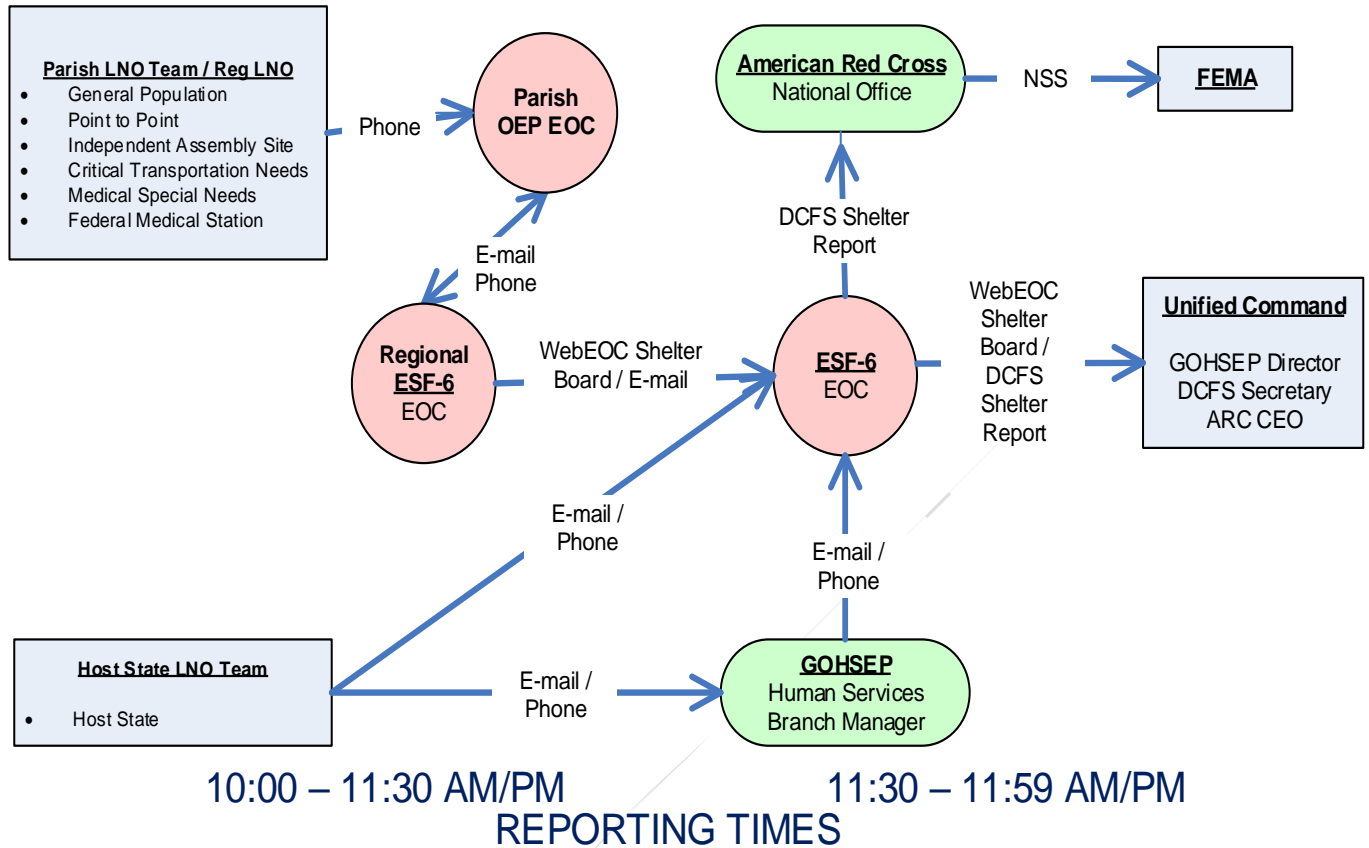 Parish LNO Team / Reg LNO
• General Population
• Point to Point
• Independent Assembly Site
• Critical Transportation Needs
• Medical Special Needs
• Federal Medical Station
Phone
Parish
OEP EOC
E-mail
Phone
Regional
ESF-6
EOC
WebEOC Shelter
Board / E-mail
American Red Cross
National Office
NSS
FEMA
DCFS Shelter
Report
ESF-6
EOC
WebEOC
Shelter
Board /
DCFS
Shelter
Report
Unified Command
GOHSEP Director
DCFS Secretary
ARC CEO
E-mail /
Phone
E-mail /
Phone
Host State LNO Team
• Host State
E-mail /
Phone
GOHSEP
Human Services
Branch Manager
10:00 – 11:30 AM/PM
11:30 – 11:59 AM/PM
REPORTING TIMES